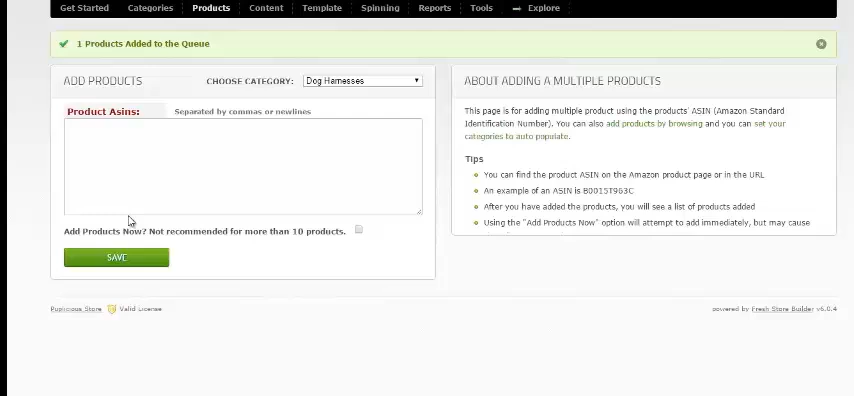 Get Started Categories Products Content Template Spinning Reports Tools Explore
1 Products Added to the Queue
ADD PRODUCTS CHOOSE CATEGORY: Dog Harnesses
Product Asins: Separated by commas or newlines
Add Products Now? Not recommended for more than 10 products.
SAVE
ABOUT ADDING A MULTIPLE PRODUCTS
This page is for adding multiple product using the products' ASIN (Amazon Standard
Identification Number). You can also add products by browsing and you can set your
categories to auto populate.
Tips
You can find the product ASIN on the Amazon product page or in the URL
An example of an ASIN is B0015T963C
After you have added the products, you will see a list of products added
Using the "Add Products Now" option will attempt to add immediately, but may cause
Puplicious Store Valid License
powered by Fresh Store Builder v6.0.4